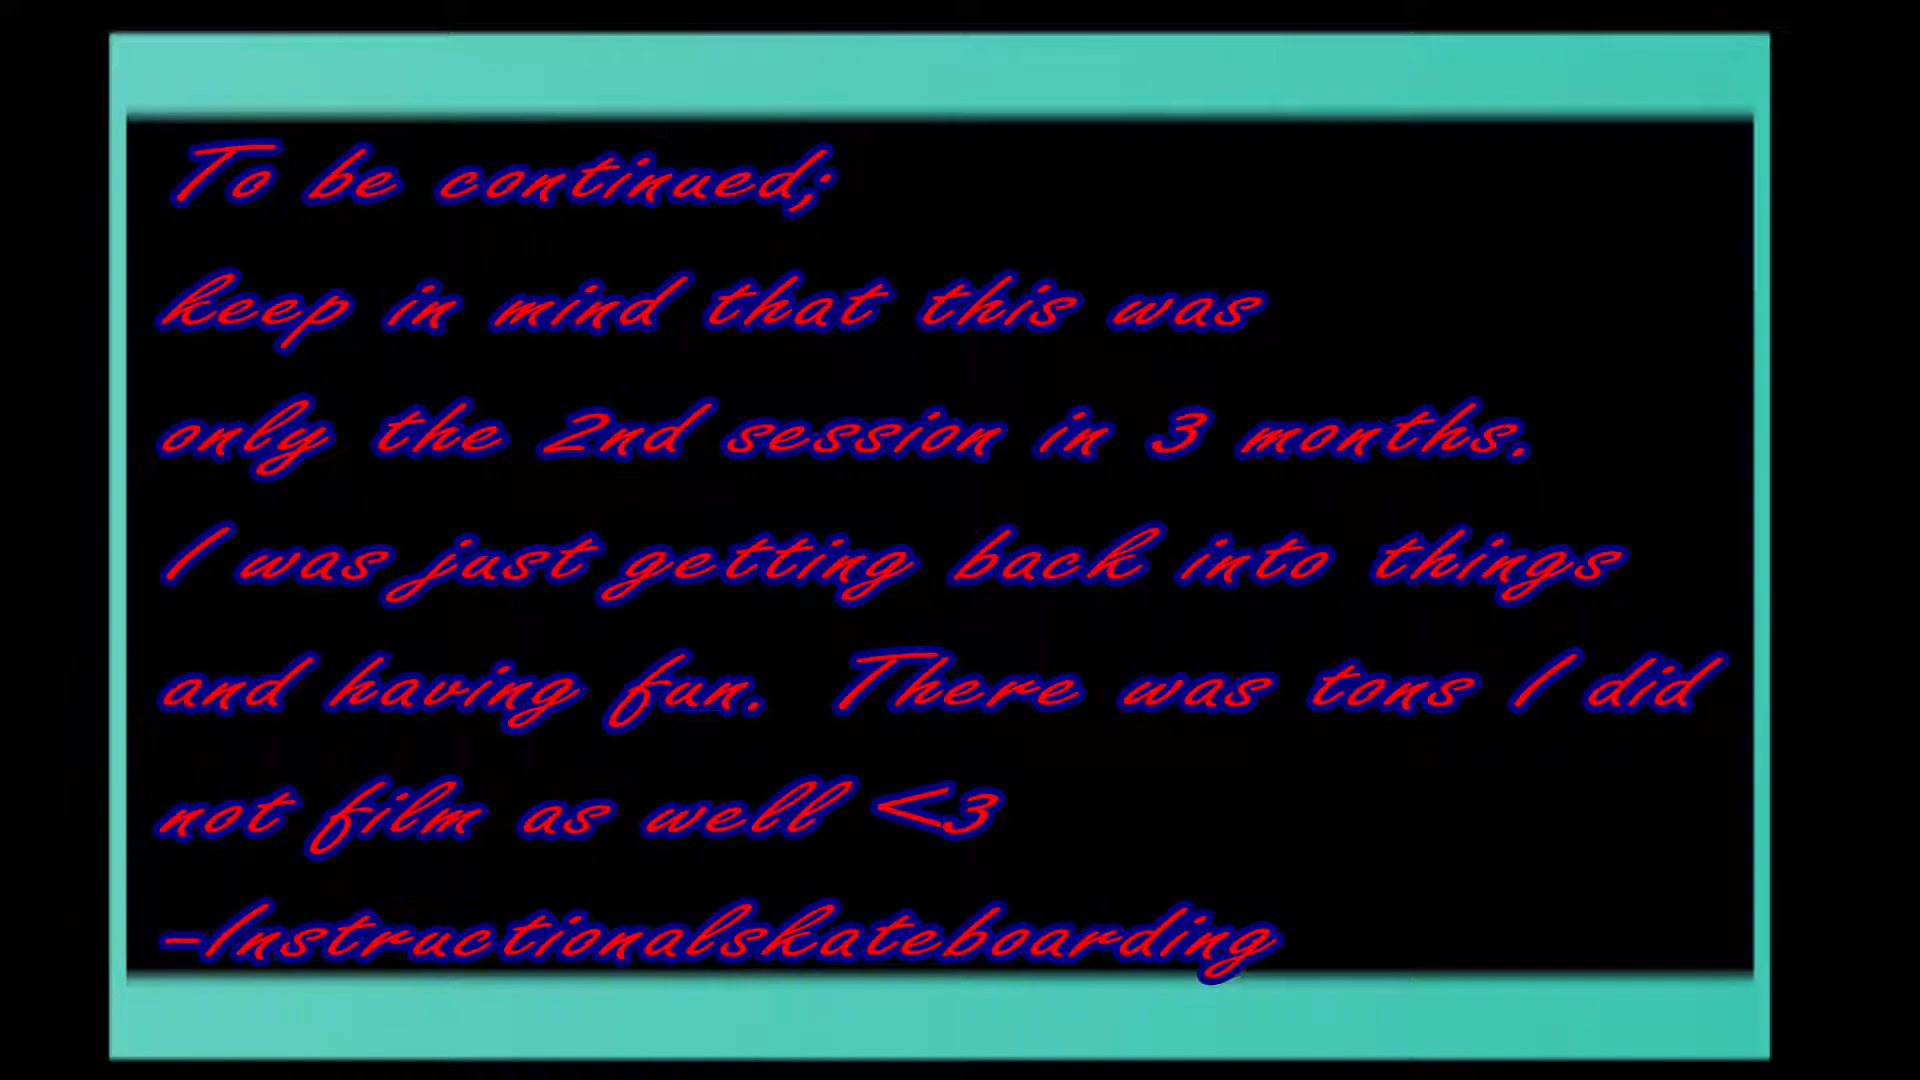 To be continued;
keep in mind that this was
only the 2nd session in 3 months.
I was just getting back into things
and having fun. There was tons I did
not film as well <3
-Instructionalskateboarding